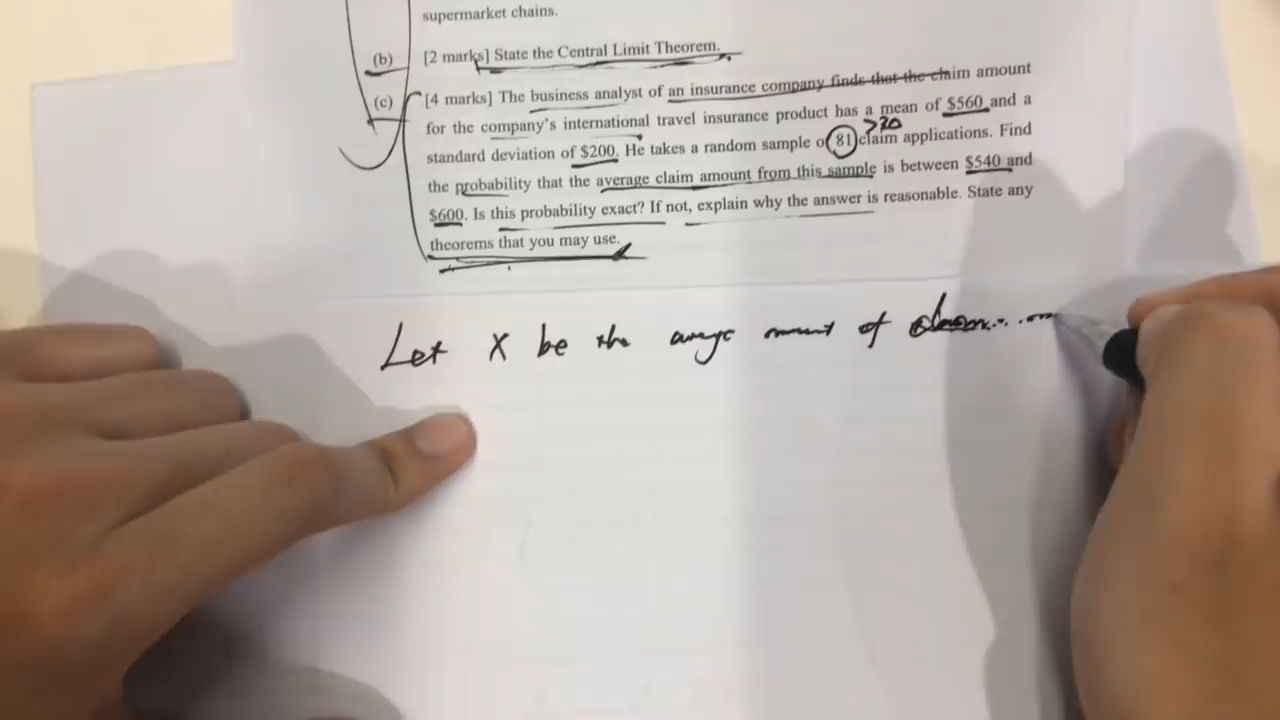 supermarket chains.
(b) [2 marks] State the Central Limit Theorem.
(c) [4 marks] The business analyst of an insurance company finds that the claim amount
for the company's international travel insurance product has a mean of $560 and a
>30
standard deviation of $200. He takes a random sample of 81 claim applications. Find
the probability that the average claim amount from this sample is between $540 and
$600. Is this probability exact? If not, explain why the answer is reasonable. State any
theorems that you may use.
Let X be the of